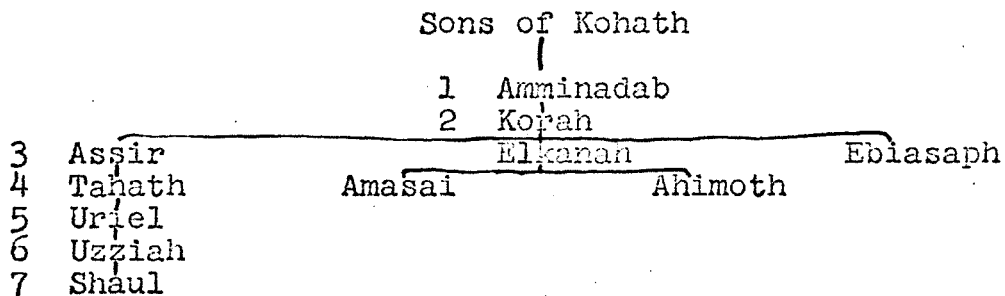 Sons of Kohath
1 Amminadab
2 Korah
3 Assir Elkanah Ebiasaph
4 Tahath Amasai Ahimoth
5 Uriel
6 Uzziah
7 Shaul